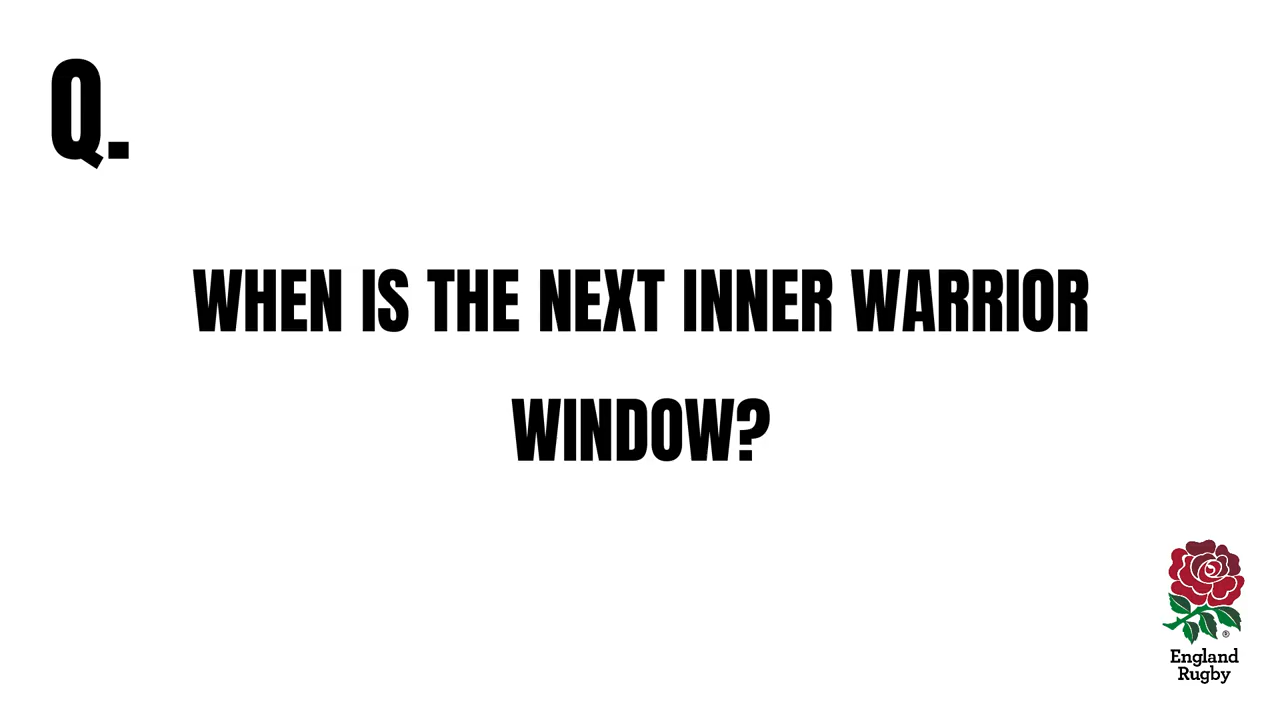 Q.
WHEN IS THE NEXT INNER WARRIOR
WINDOW?
®
England
Rugby